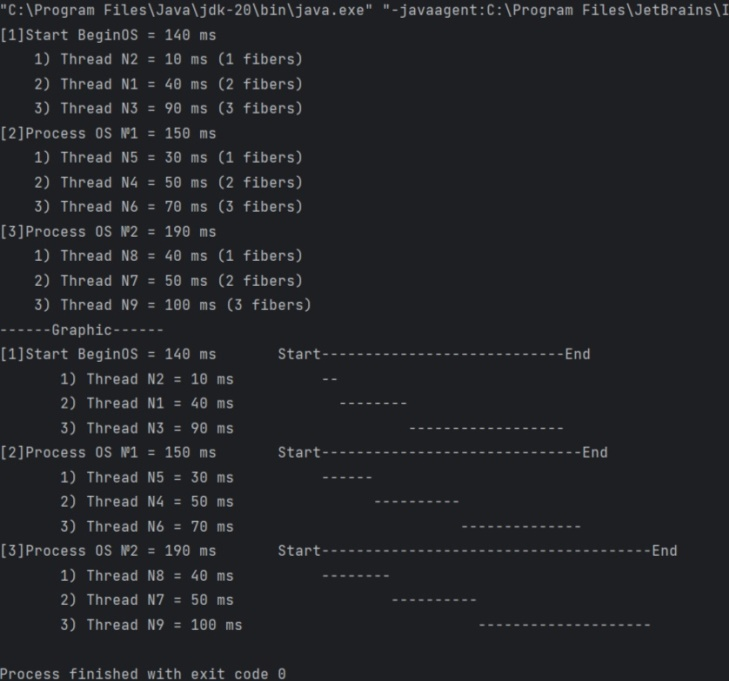 "C:\Program Files\Java\jdk-20\bin\java.exe" "-javaagent:C:\Program Files\JetBrains\I
[1]Start BeginOS = 140 ms
    1) Thread N2 = 10 ms (1 fibers)
    2) Thread N1 = 40 ms (2 fibers)
    3) Thread N3 = 90 ms (3 fibers)
[2]Process OS №1 = 150 ms
    1) Thread N5 = 30 ms (1 fibers)
    2) Thread N4 = 50 ms (2 fibers)
    3) Thread N6 = 70 ms (3 fibers)
[3]Process OS №2 = 190 ms
    1) Thread N8 = 40 ms (1 fibers)
    2) Thread N7 = 50 ms (2 fibers)
    3) Thread N9 = 100 ms (3 fibers)
------Graphic------
[1]Start BeginOS = 140 ms       Start----------------------------End
       1) Thread N2 = 10 ms          --
       2) Thread N1 = 40 ms            --------
       3) Thread N3 = 90 ms                    ------------------
[2]Process OS №1 = 150 ms       Start------------------------------End
       1) Thread N5 = 30 ms          ------
       2) Thread N4 = 50 ms                ----------
       3) Thread N6 = 70 ms                          --------------
[3]Process OS №2 = 190 ms       Start--------------------------------------End
       1) Thread N8 = 40 ms          --------
       2) Thread N7 = 50 ms                  ----------
       3) Thread N9 = 100 ms                           --------------------
Process finished with exit code 0